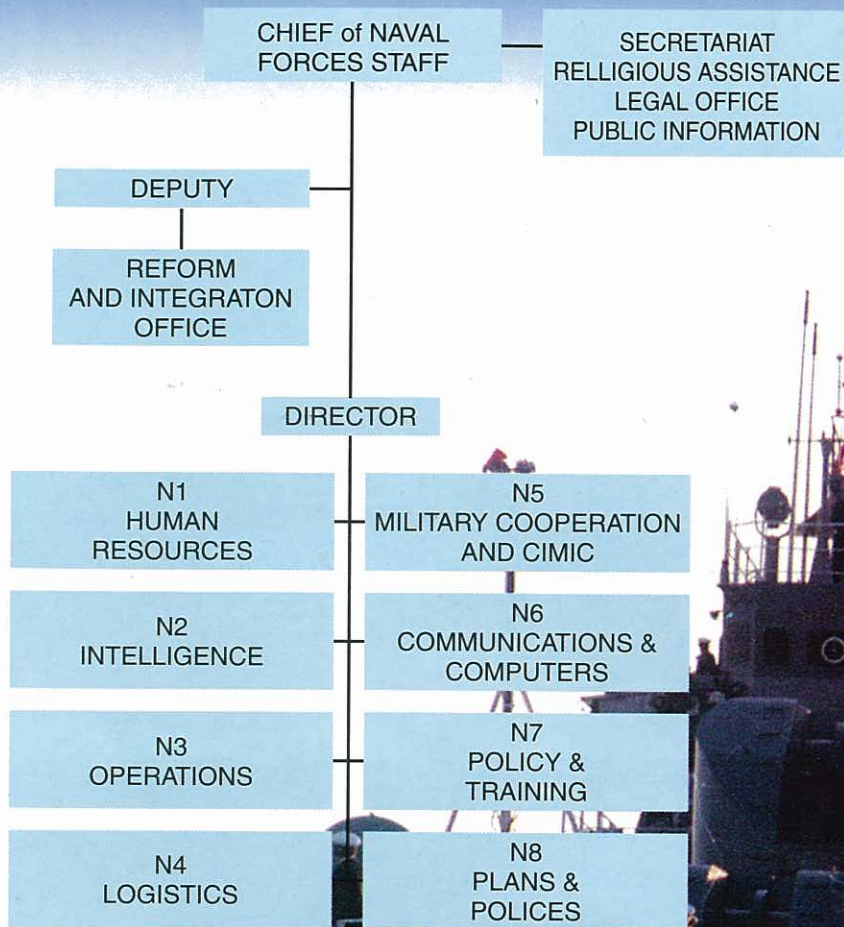 CHIEF of NAVAL
FORCES STAFF
SECRETARIAT
RELLIGIOUS ASSISTANCE
LEGAL OFFICE
PUBLIC INFORMATION
DEPUTY
REFORM
AND INTEGRATON
OFFICE
DIRECTOR
N1
HUMAN
RESOURCES
N5
MILITARY COOPERATION
AND CIMIC
N2
INTELLIGENCE
N6
COMMUNICATIONS &
COMPUTERS
N3
OPERATIONS
N7
POLICY &
TRAINING
N4
LOGISTICS
N8
PLANS &
POLICES